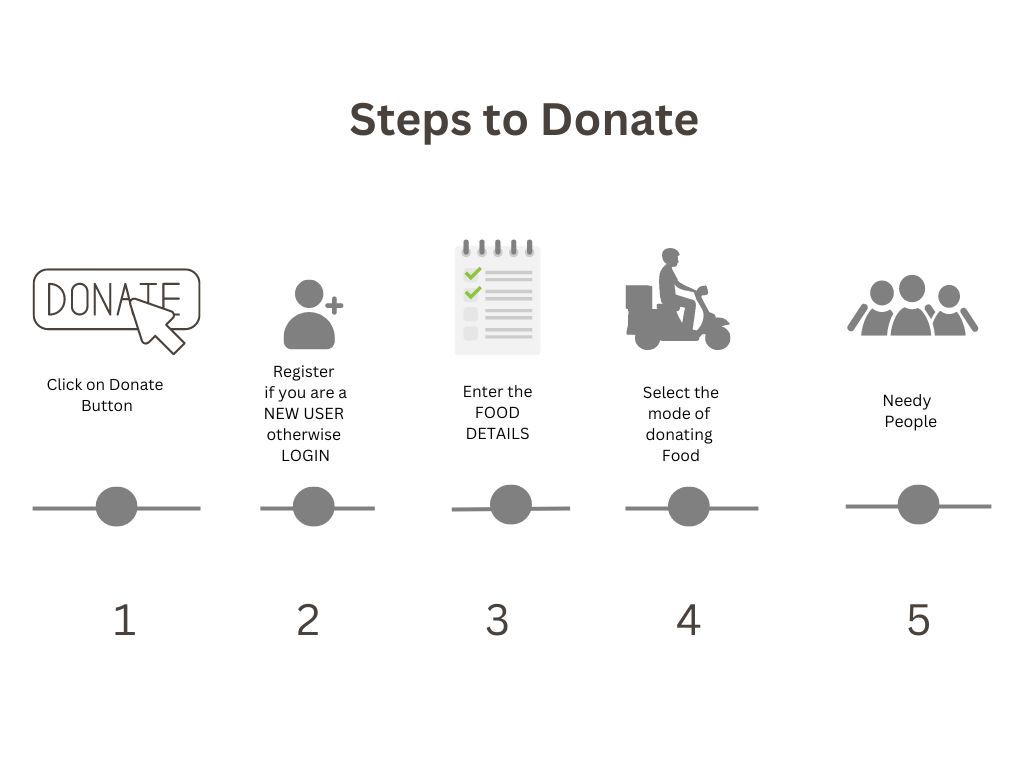 Steps to Donate
DONATE
Click on Donate
Button
1
Register
if you are a
NEW USER
otherwise
LOGIN
2
Enter the
FOOD
DETAILS
3
Select the
mode of
donating
Food
4
Needy
People
5